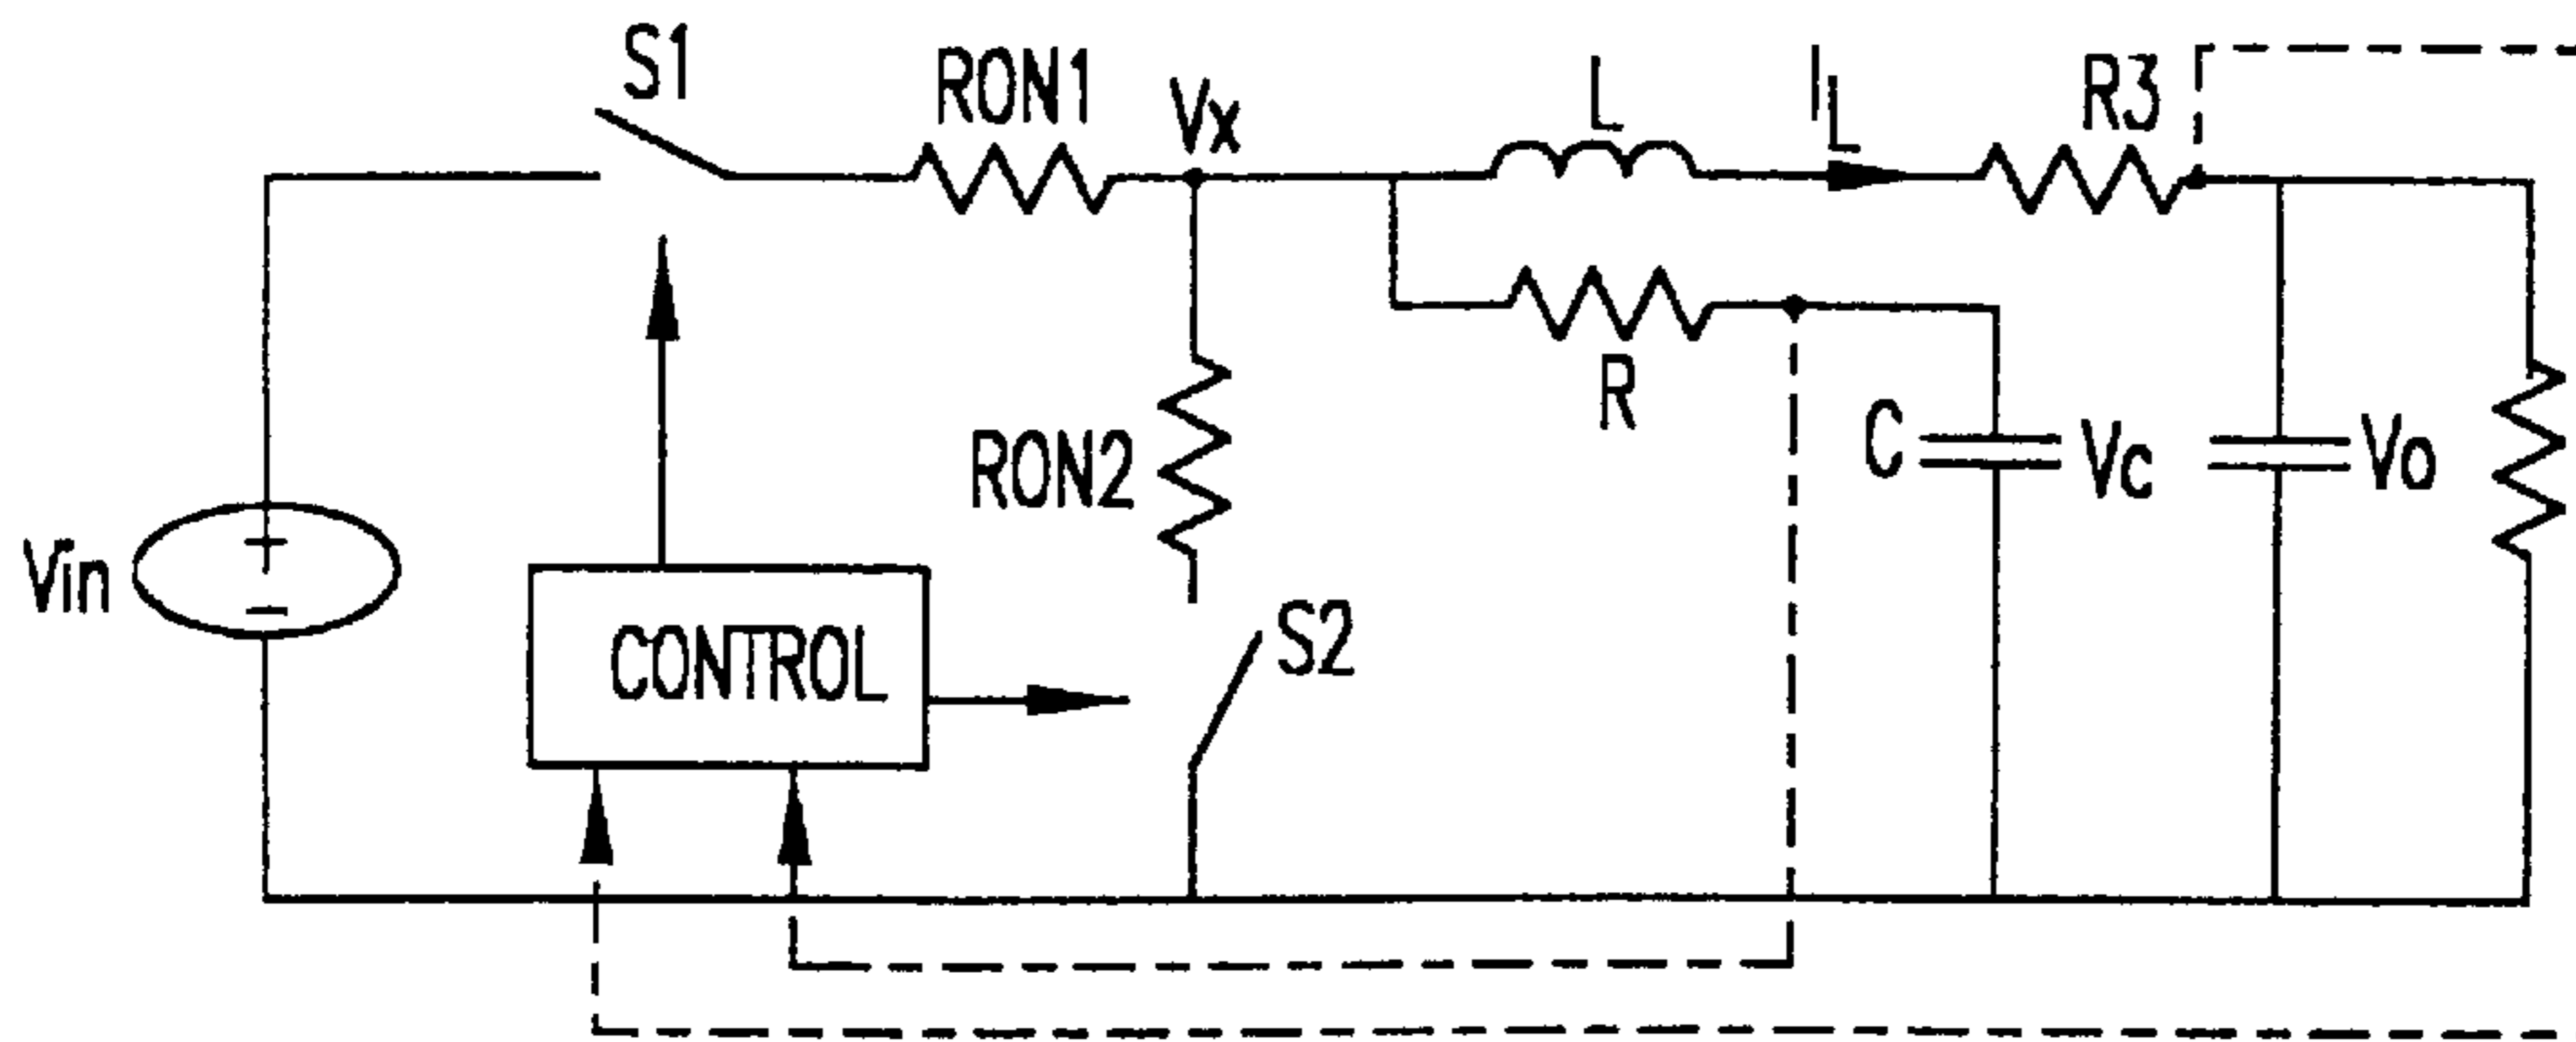 S1
RON1
Vx
L
IL
R3
R
RON2
C
Vc
Vo
Vin
+
−
CONTROL
S2